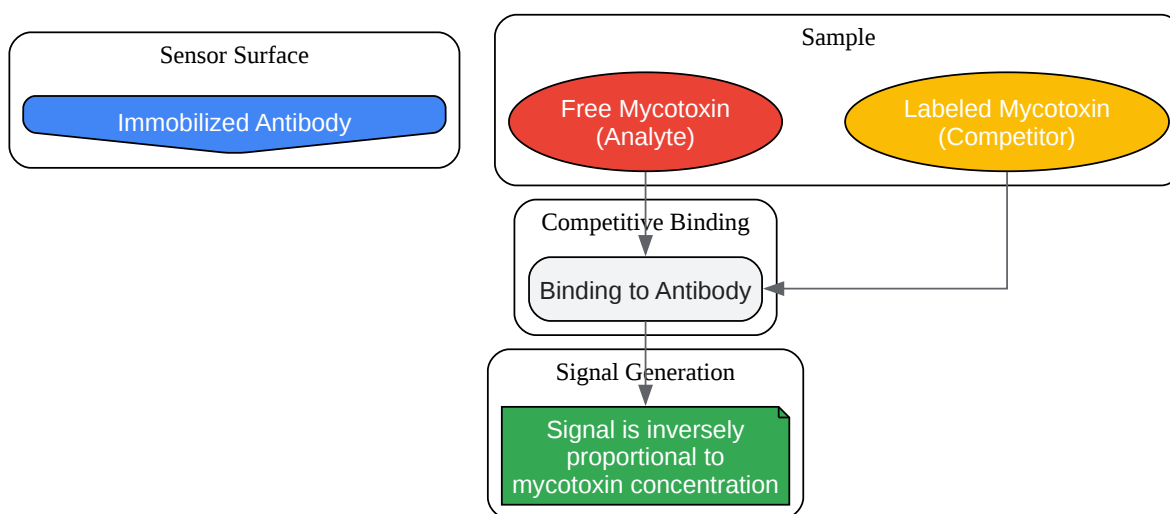 Sensor Surface
Immobilized Antibody
Sample
Free Mycotoxin
(Analyte)
Labeled Mycotoxin
(Competitor)
Competitive Binding
Binding to Antibody
Signal Generation
Signal is inversely
proportional to
mycotoxin concentration